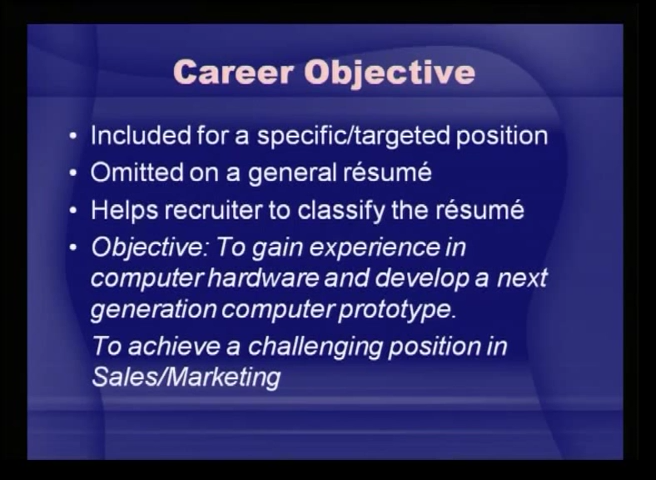 Career Objective
• Included for a specific/targeted position
• Omitted on a general résumé
• Helps recruiter to classify the résumé
• Objective: To gain experience in
computer hardware and develop a next
generation computer prototype.
To achieve a challenging position in
Sales/Marketing